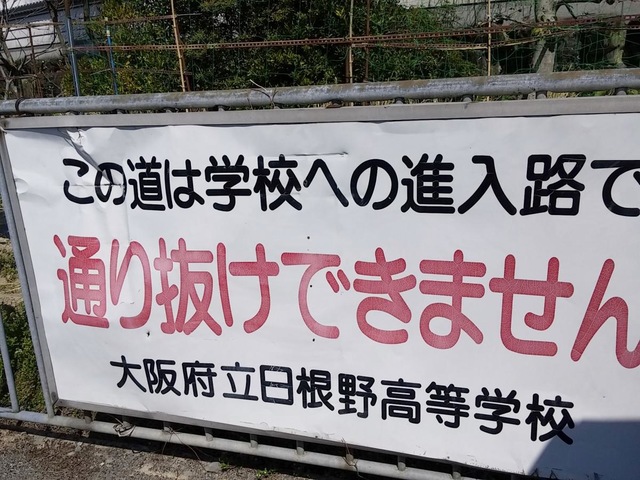 この道は学校への進入路で
通り抜けできません
大阪府立日根野高等学校